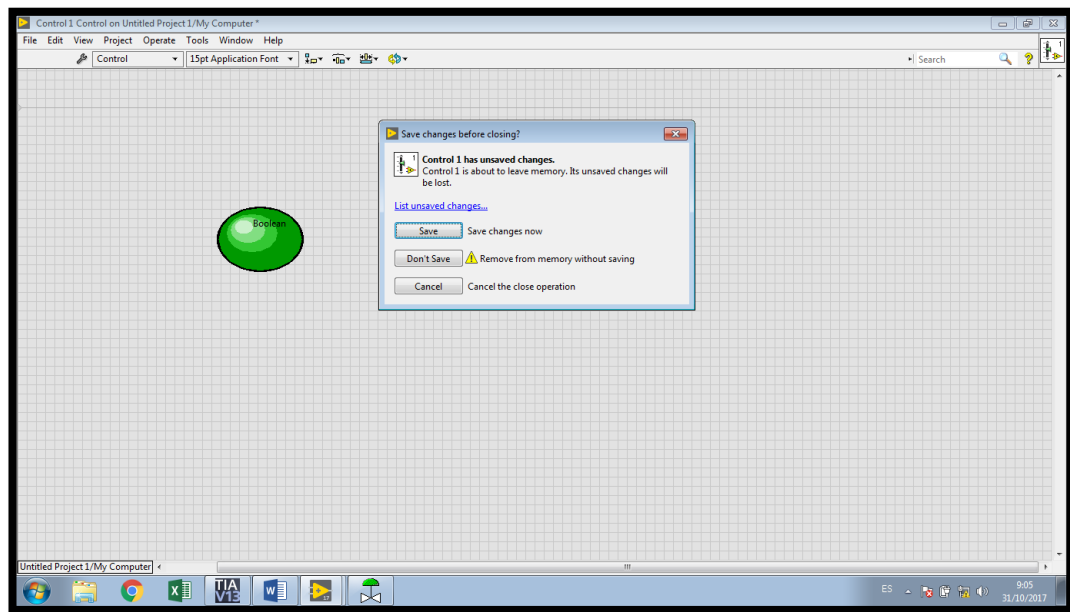 Control 1 Control on Untitled Project 1/My Computer *
File Edit View Project Operate Tools Window Help
Control 15pt Application Font Search
1
Save changes before closing?
1
Control 1 has unsaved changes.
Control 1 is about to leave memory. Its unsaved changes will
be lost.
List unsaved changes...
Boolean
Save Save changes now
Don't Save Remove from memory without saving
Cancel Cancel the close operation
Untitled Project 1/My Computer
TIA
V13
ES
9:05
31/10/2017